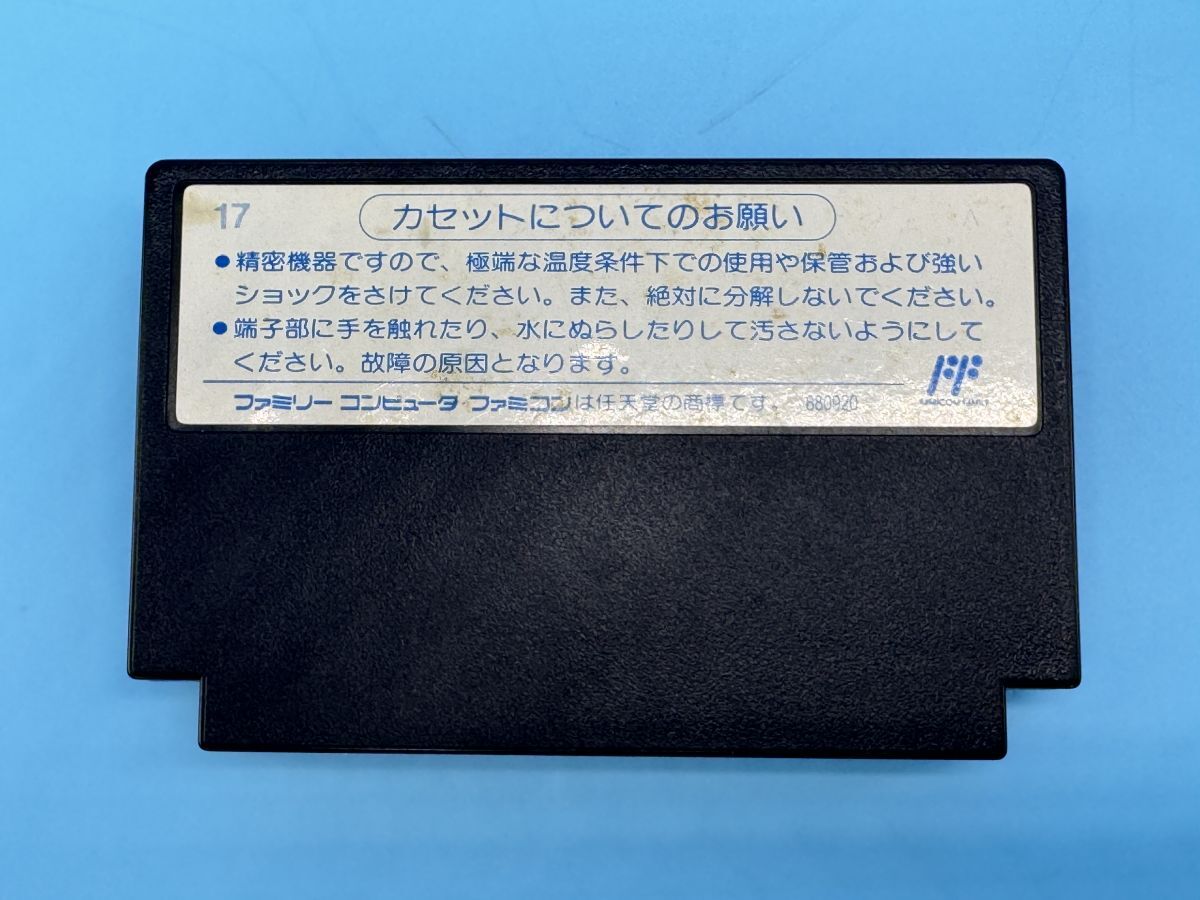 17
カセットについてのお願い
A
●精密機器ですので、極端な温度条件下での使用や保管および強い
ショックをさけてください。また、絶対に分解しないでください。
●端子部に手を触れたり、水にぬらしたりして汚さないようにして
ください。故障の原因となります。
ファミリー コンピュータ・ファミコンは任天堂の商標です。 680920
FF